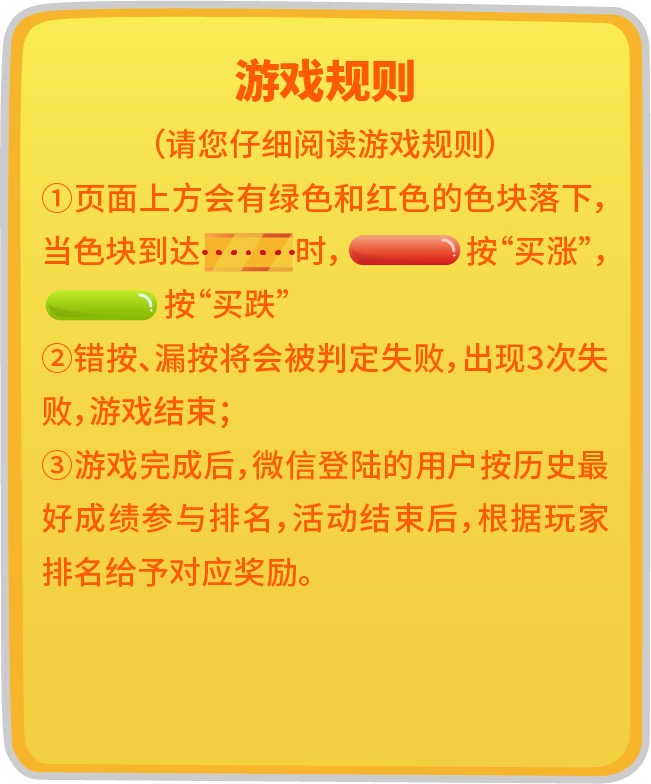 游戏规则
（请您仔细阅读游戏规则）
①页面上方会有绿色和红色的色块落下，
当色块到达时，按“买涨”，
按“买跌”
②错按、漏按将会被判定失败，出现3次失
败，游戏结束；
③游戏完成后，微信登陆的用户按历史最
好成绩参与排名，活动结束后，根据玩家
排名给予对应奖励。